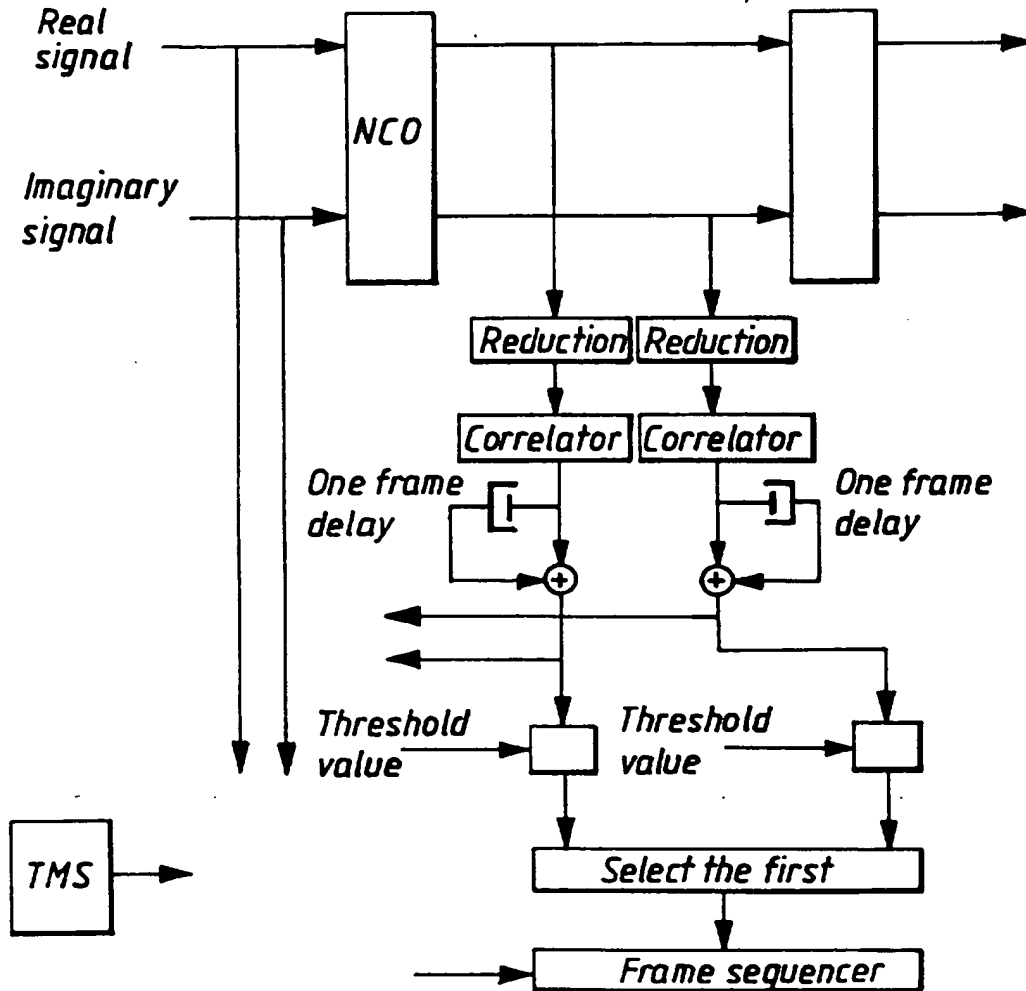 Real
signal
NCO
Imaginary
signal
Reduction
Reduction
Correlator
Correlator
One frame
delay
One frame
delay
+
+
Threshold
value
Threshold
value
TMS
Select the first
Frame sequencer